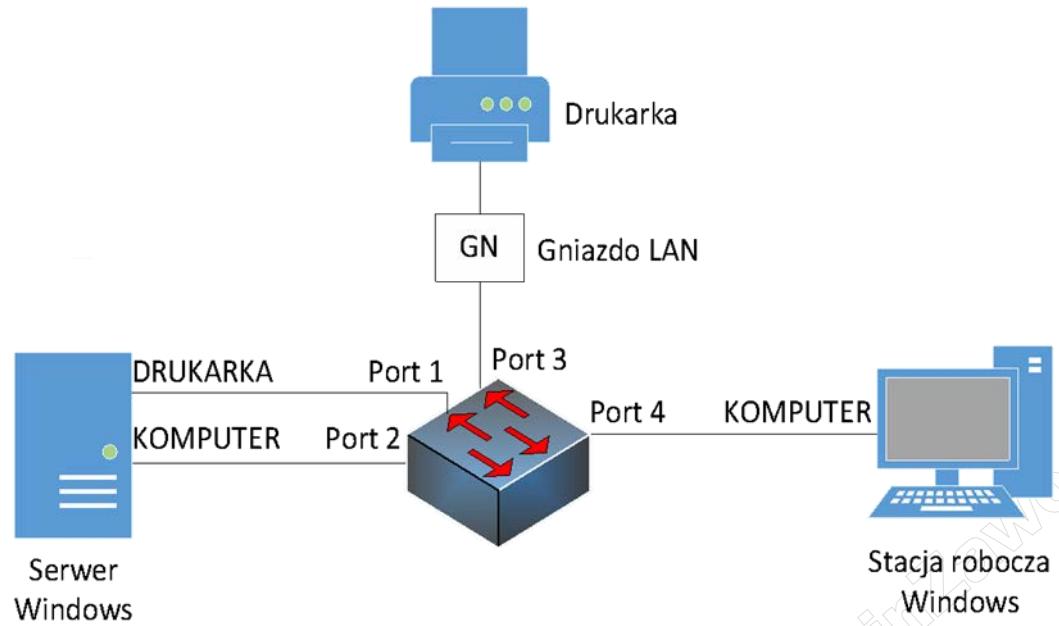 Drukarka
GN
Gniazdo LAN
DRUKARKA
Port 1
Port 3
KOMPUTER
Port 2
Port 4
KOMPUTER
Serwer
Windows
Stacja robocza
Windows